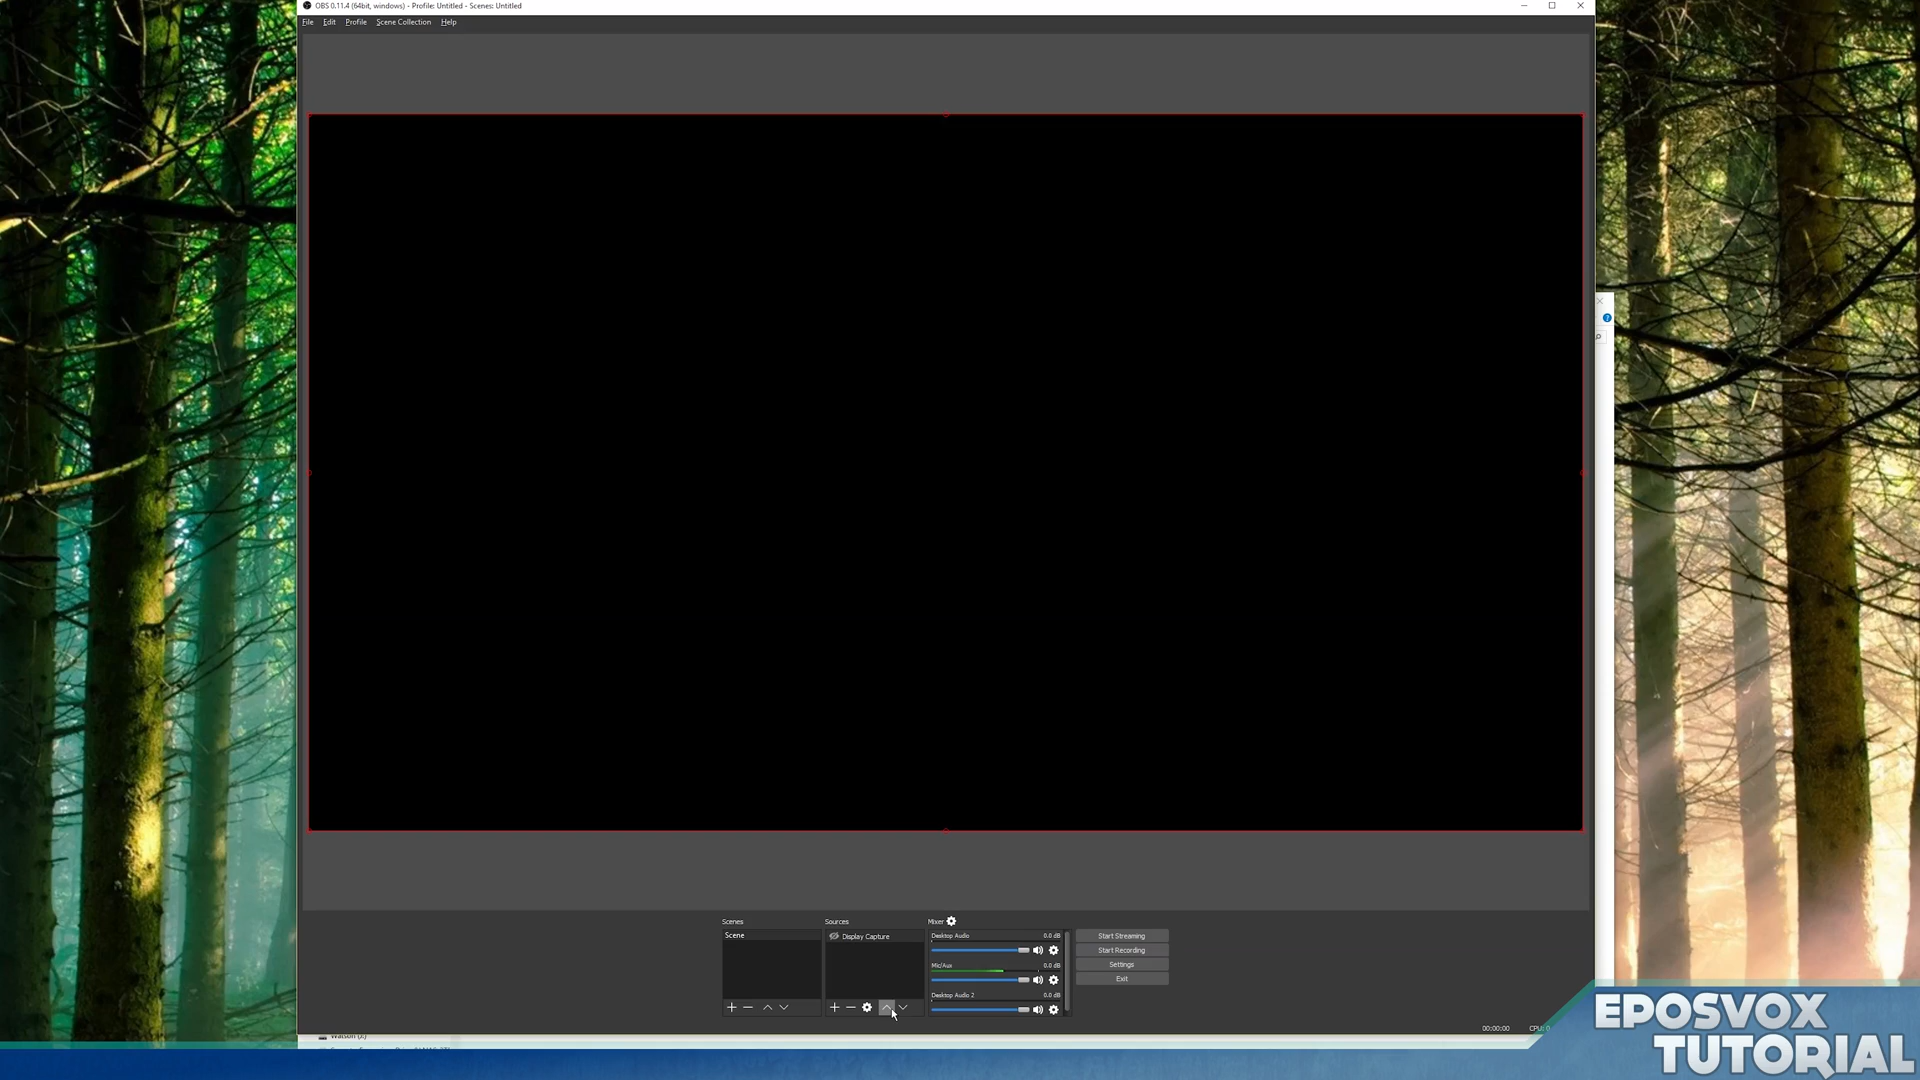 OBS 0.11.4 (64bit, windows) - Profile: Untitled - Scenes: Untitled
File Edit Profile Scene Collection Help
Scenes Sources Mixer
Scene
Display Capture
Desktop Audio 0.0 dB
Mic/Aux 0.0 dB
Desktop Audio 2 0.0 dB
Start Streaming
Start Recording
Settings
Exit
00:00:00 CPU: 0
EPOSVOX
TUTORIAL